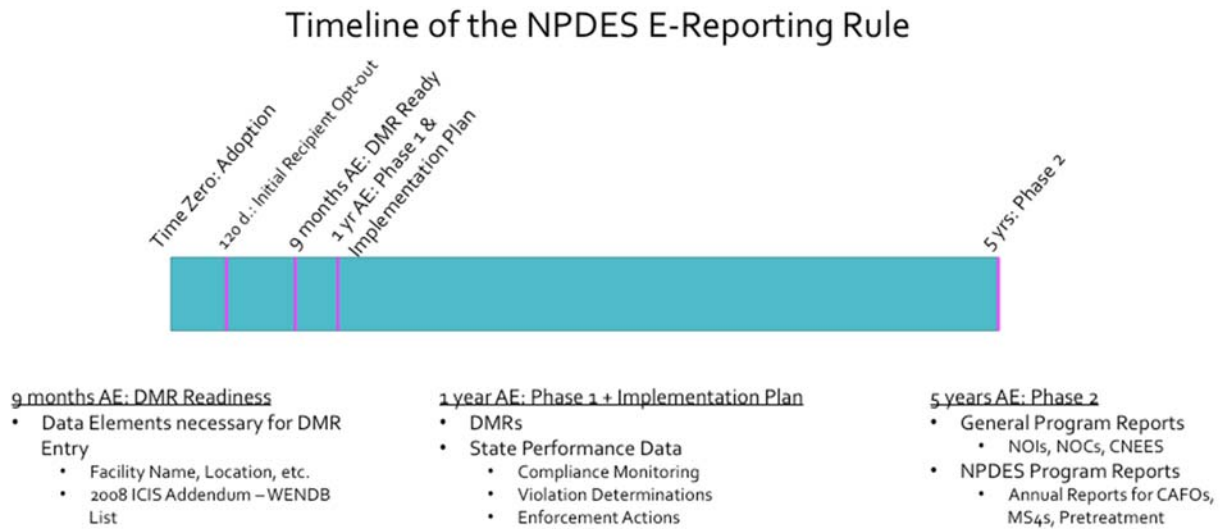 Timeline of the NPDES E-Reporting Rule
Time Zero: Adoption
120 d.: Initial Recipient Opt-out
9 months AE: DMR Ready
1 yr AE: Phase 1 &
Implementation Plan
5 yrs: Phase 2
9 months AE: DMR Readiness
• Data Elements necessary for DMR
Entry
• Facility Name, Location, etc.
• 2008 ICIS Addendum – WENDB
List
1 year AE: Phase 1 + Implementation Plan
• DMRs
• State Performance Data
• Compliance Monitoring
• Violation Determinations
• Enforcement Actions
5 years AE: Phase 2
• General Program Reports
• NOIs, NOCs, CNEES
• NPDES Program Reports
• Annual Reports for CAFOs,
MS4s, Pretreatment